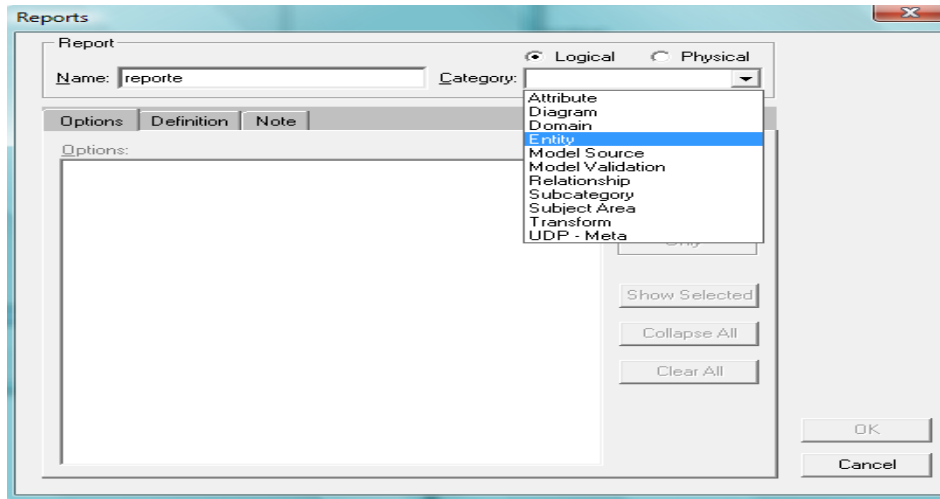 Reports
Report
Logical Physical
Name: reporte Category:
Attribute
Diagram
Domain
Entity
Model Source
Model Validation
Relationship
Subcategory
Subject Area
Transform
UDP - Meta
Options Definition Note
Options:
Only
Show Selected
Collapse All
Clear All
OK
Cancel